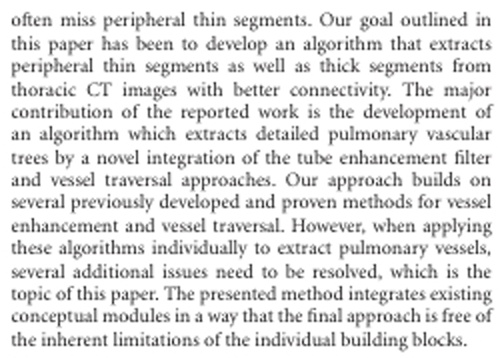 often miss peripheral thin segments. Our goal outlined in
this paper has been to develop an algorithm that extracts
peripheral thin segments as well as thick segments from
thoracic CT images with better connectivity. The major
contribution of the reported work is the development of
an algorithm which extracts detailed pulmonary vascular
trees by a novel integration of the tube enhancement filter
and vessel traversal approaches. Our approach builds on
several previously developed and proven methods for vessel
enhancement and vessel traversal. However, when applying
these algorithms individually to extract pulmonary vessels,
several additional issues need to be resolved, which is the
topic of this paper. The presented method integrates existing
conceptual modules in a way that the final approach is free of
the inherent limitations of the individual building blocks.